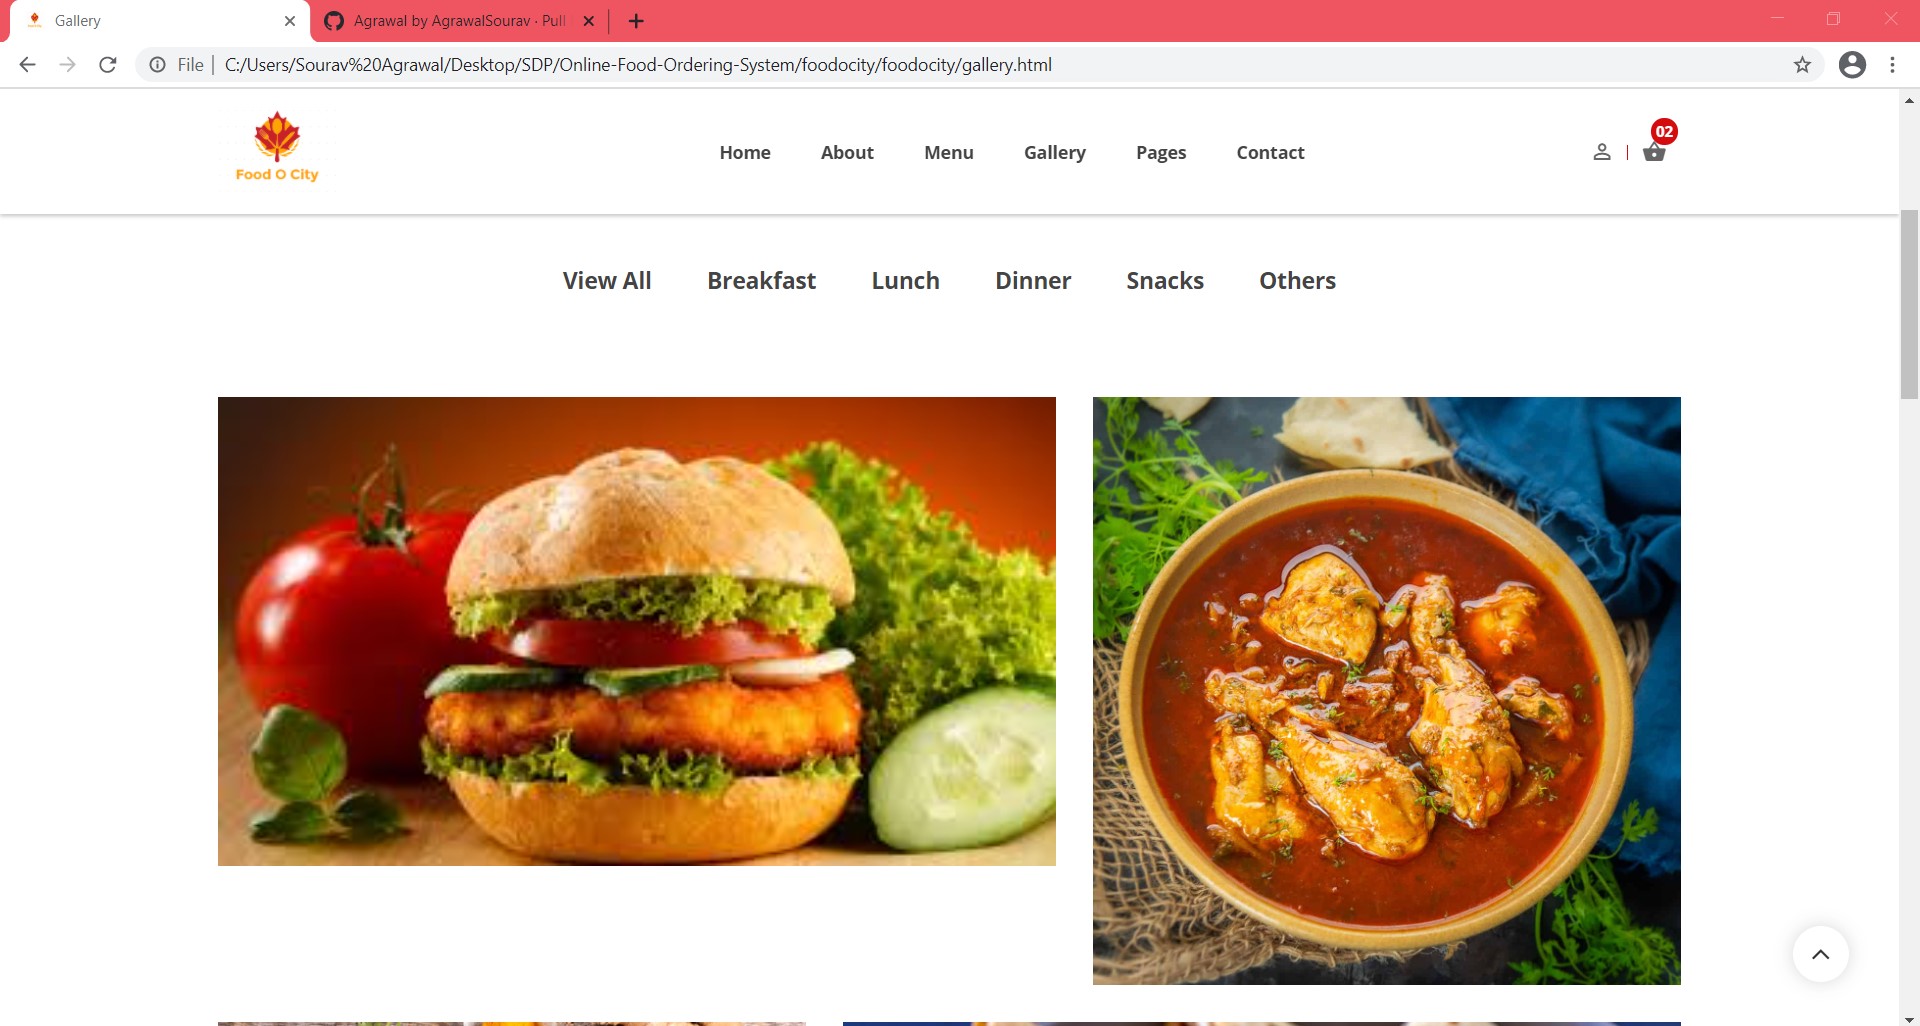 Gallery
Agrawal by AgrawalSourav · Pull
File | C:/Users/Sourav%20Agrawal/Desktop/SDP/Online-Food-Ordering-System/foodocity/foodocity/gallery.html
Food O City
Home About Menu Gallery Pages Contact
02
View All Breakfast Lunch Dinner Snacks Others